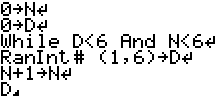 0→N↲
0→D↲
While D<6 And N<6↲
RanInt# (1,6)→D↲
N+1→N↲
D◢